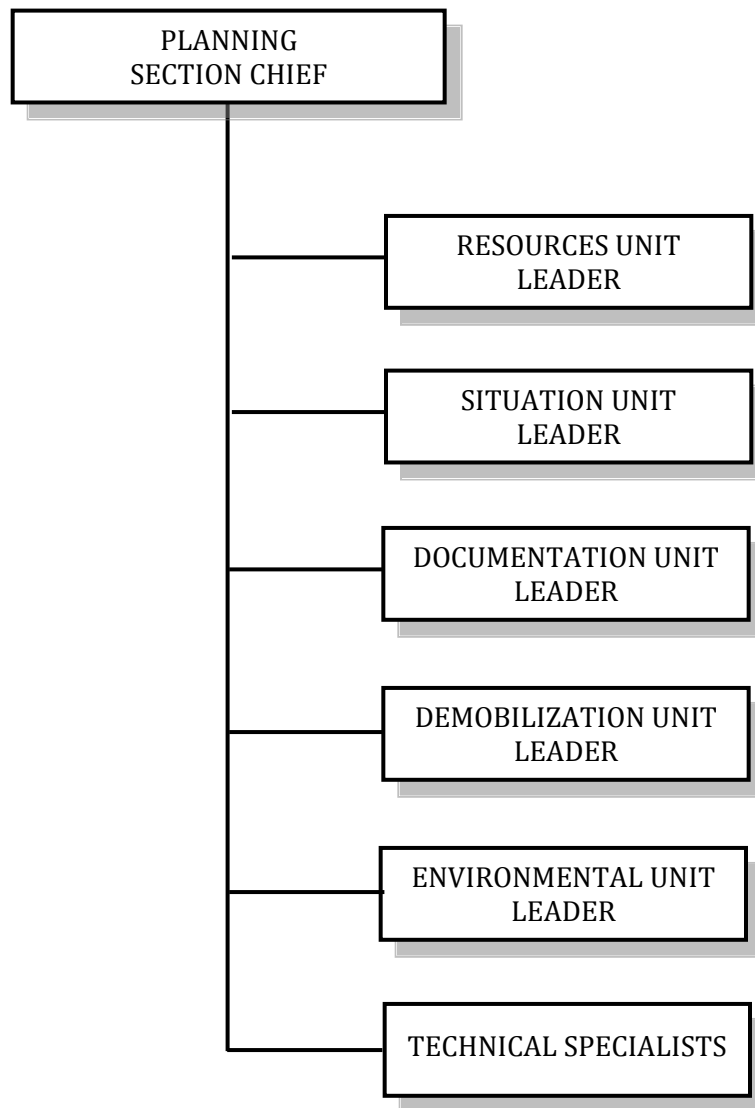 PLANNING
SECTION CHIEF
RESOURCES UNIT
LEADER
SITUATION UNIT
LEADER
DOCUMENTATION UNIT
LEADER
DEMOBILIZATION UNIT
LEADER
ENVIRONMENTAL UNIT
LEADER
TECHNICAL SPECIALISTS